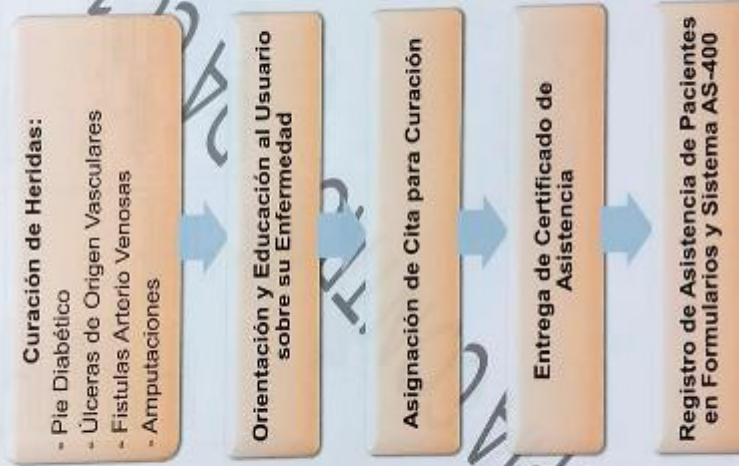 Curación de Heridas:
- Pie Diabético
- Úlceras de Origen Vasculares
- Fistulas Arterio Venosas
- Amputaciones
Orientación y Educación al Usuario
sobre su Enfermedad
Asignación de Cita para Curación
Entrega de Certificado de
Asistencia
Registro de Asistencia de Pacientes
en Formularios y Sistema AS-400